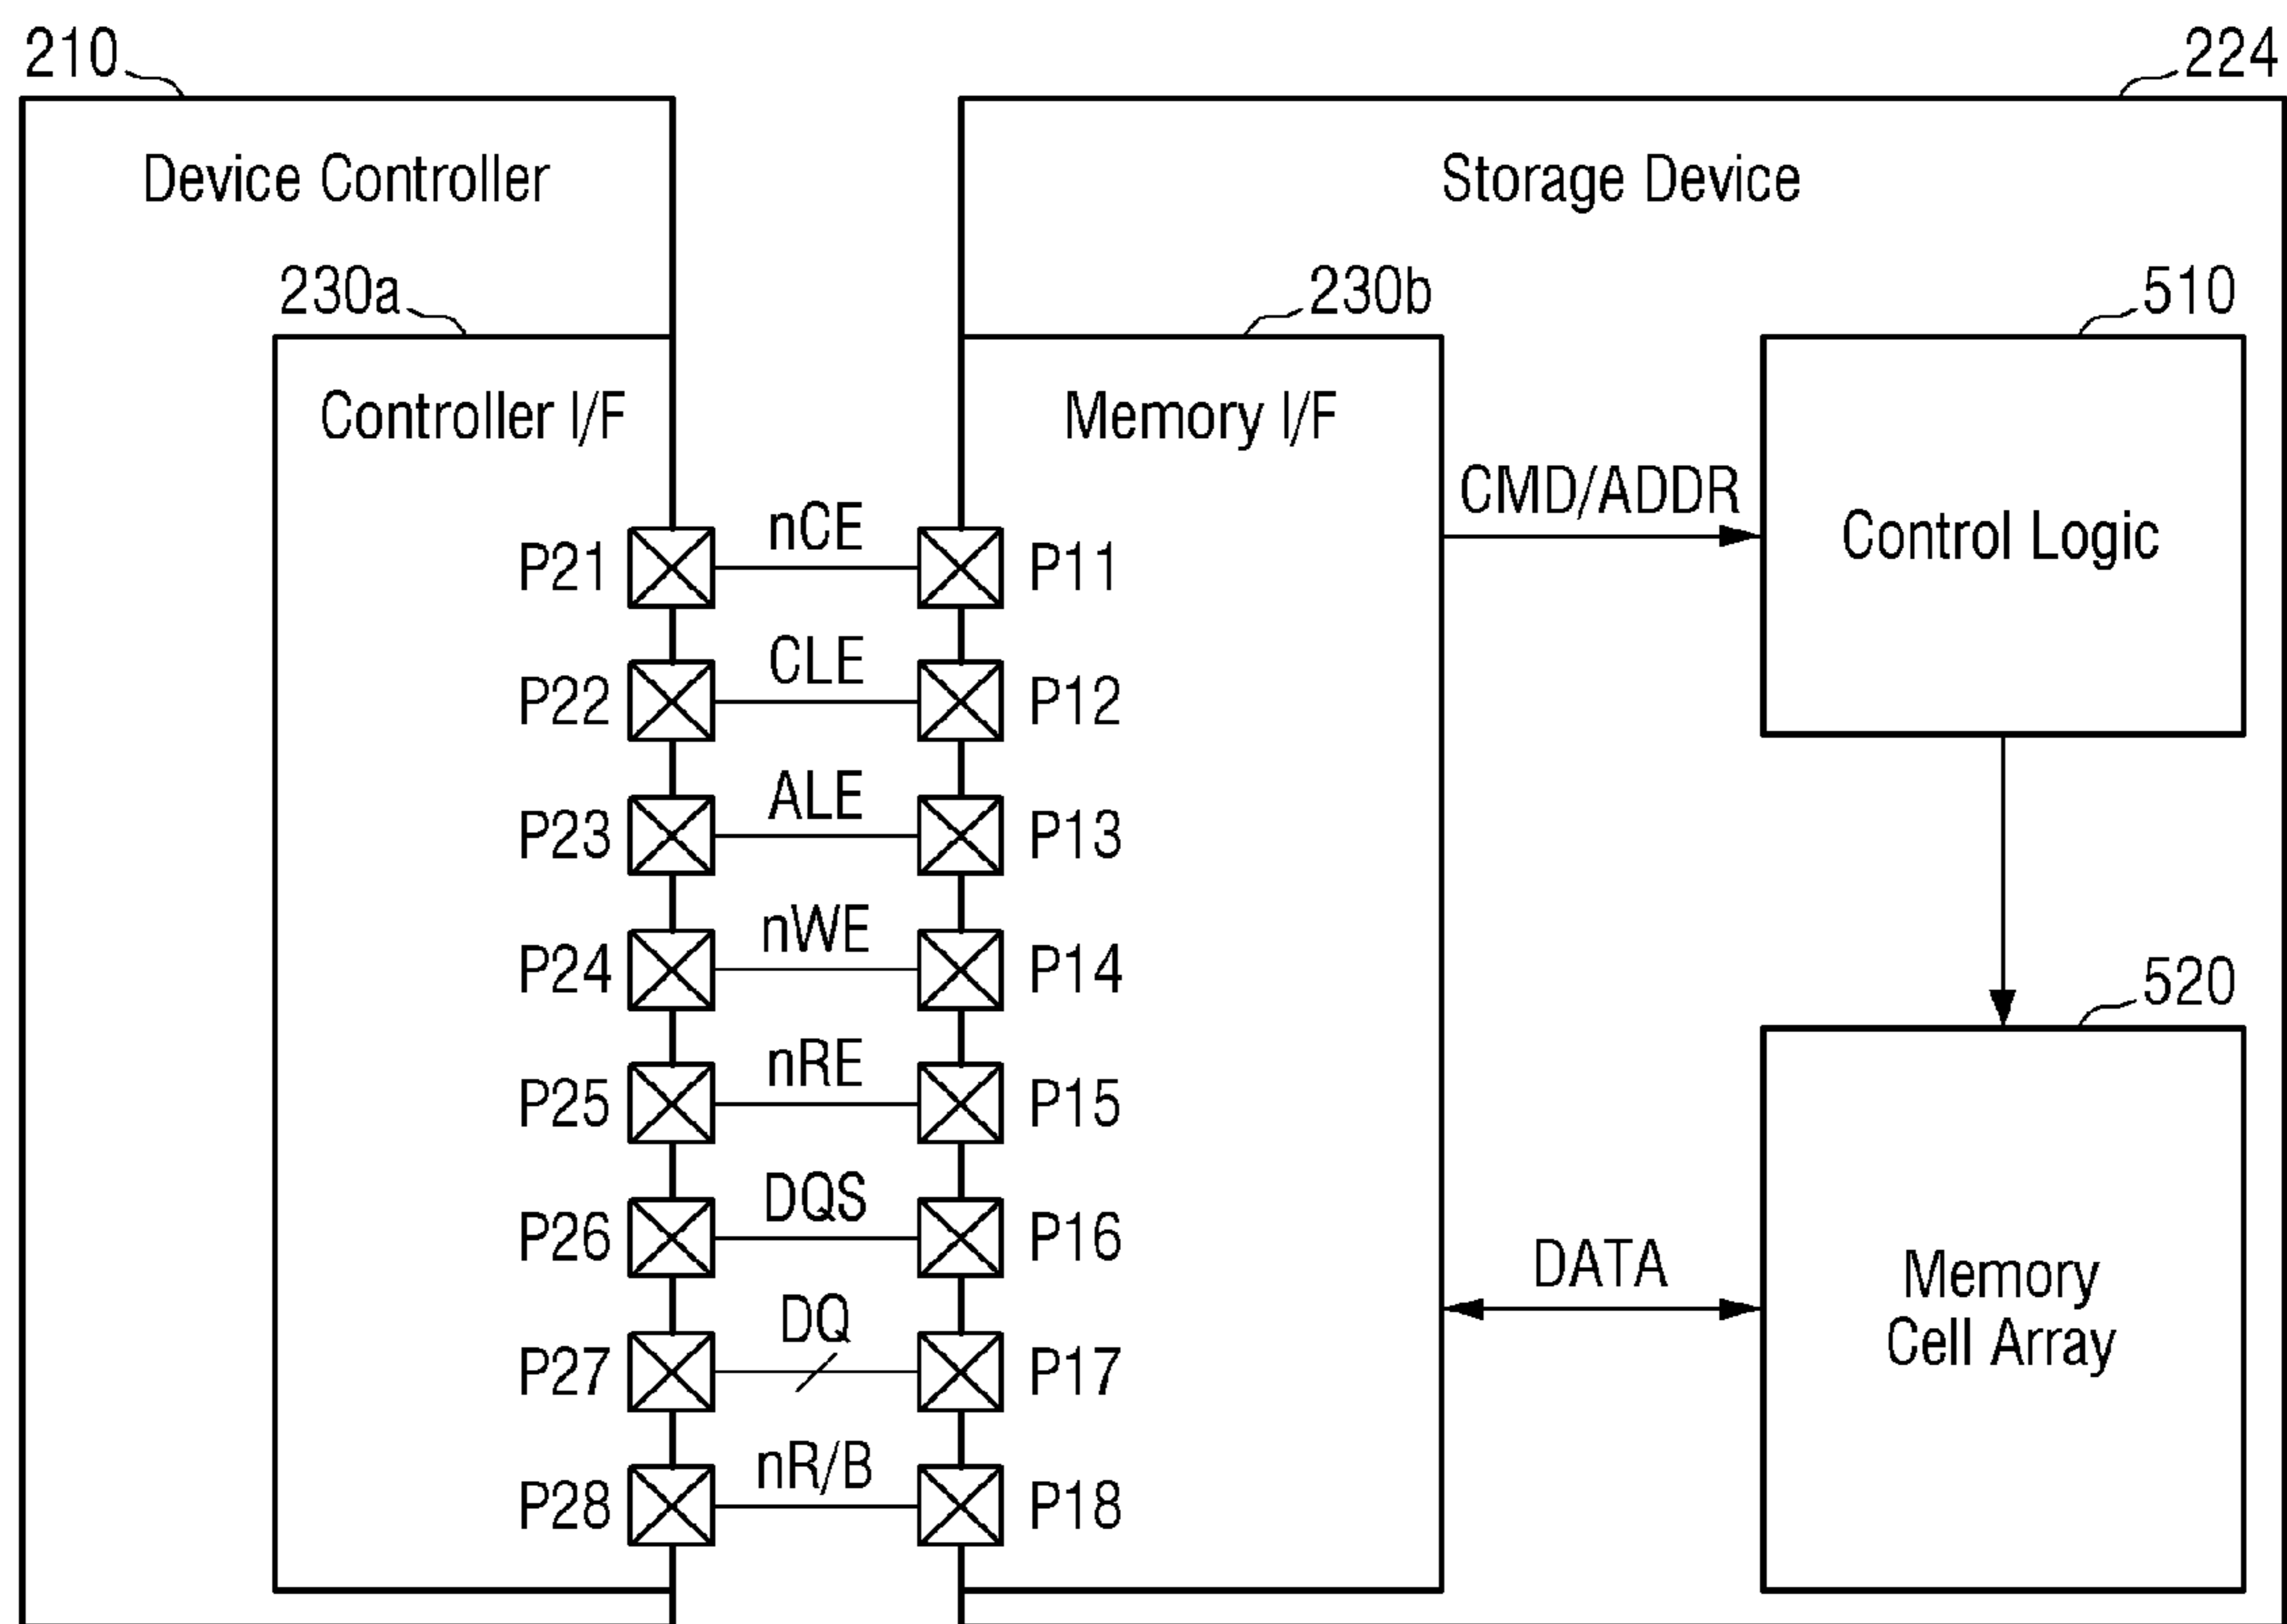 210
224
Device Controller
Storage Device
230a
230b
510
Controller I/F
Memory I/F
CMD/ADDR
Control Logic
P21 nCE P11
P22 CLE P12
P23 ALE P13
P24 nWE P14
520
P25 nRE P15
P26 DQS P16
DATA
Memory
Cell Array
P27 DQ P17
P28 nR/B P18